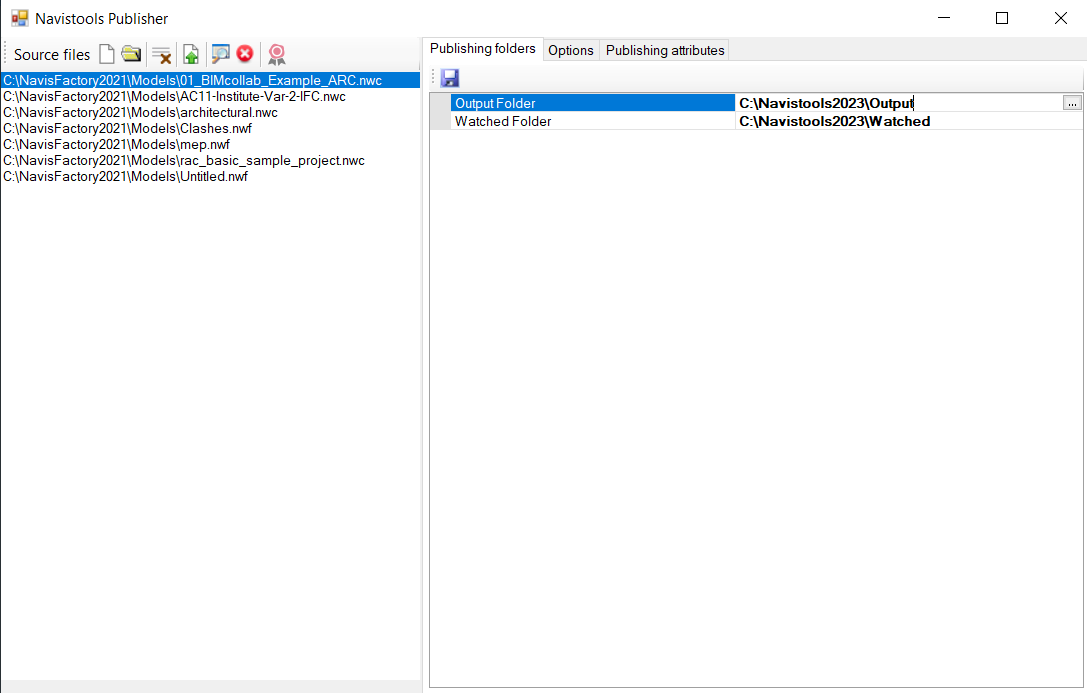 Navistools Publisher
Source files
C:\NavisFactory2021\Models\01_BIMcollab_Example_ARC.nwc
C:\NavisFactory2021\Models\AC11-Institute-Var-2-IFC.nwc
C:\NavisFactory2021\Models\architectural.nwc
C:\NavisFactory2021\Models\Clashes.nwf
C:\NavisFactory2021\Models\mep.nwf
C:\NavisFactory2021\Models\rac_basic_sample_project.nwc
C:\NavisFactory2021\Models\Untitled.nwf
Publishing folders Options Publishing attributes
Output Folder C:\Navistools2023\Output ...
Watched Folder C:\Navistools2023\Watched